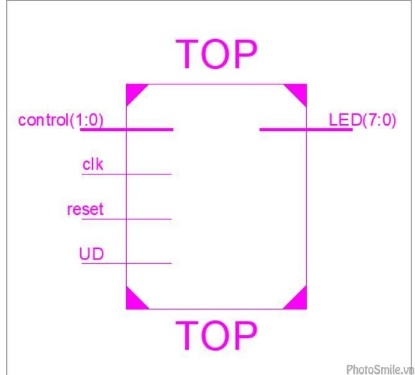 TOP
control(1:0)
LED(7:0)
clk
reset
UD
TOP
PhotoSmile.vn